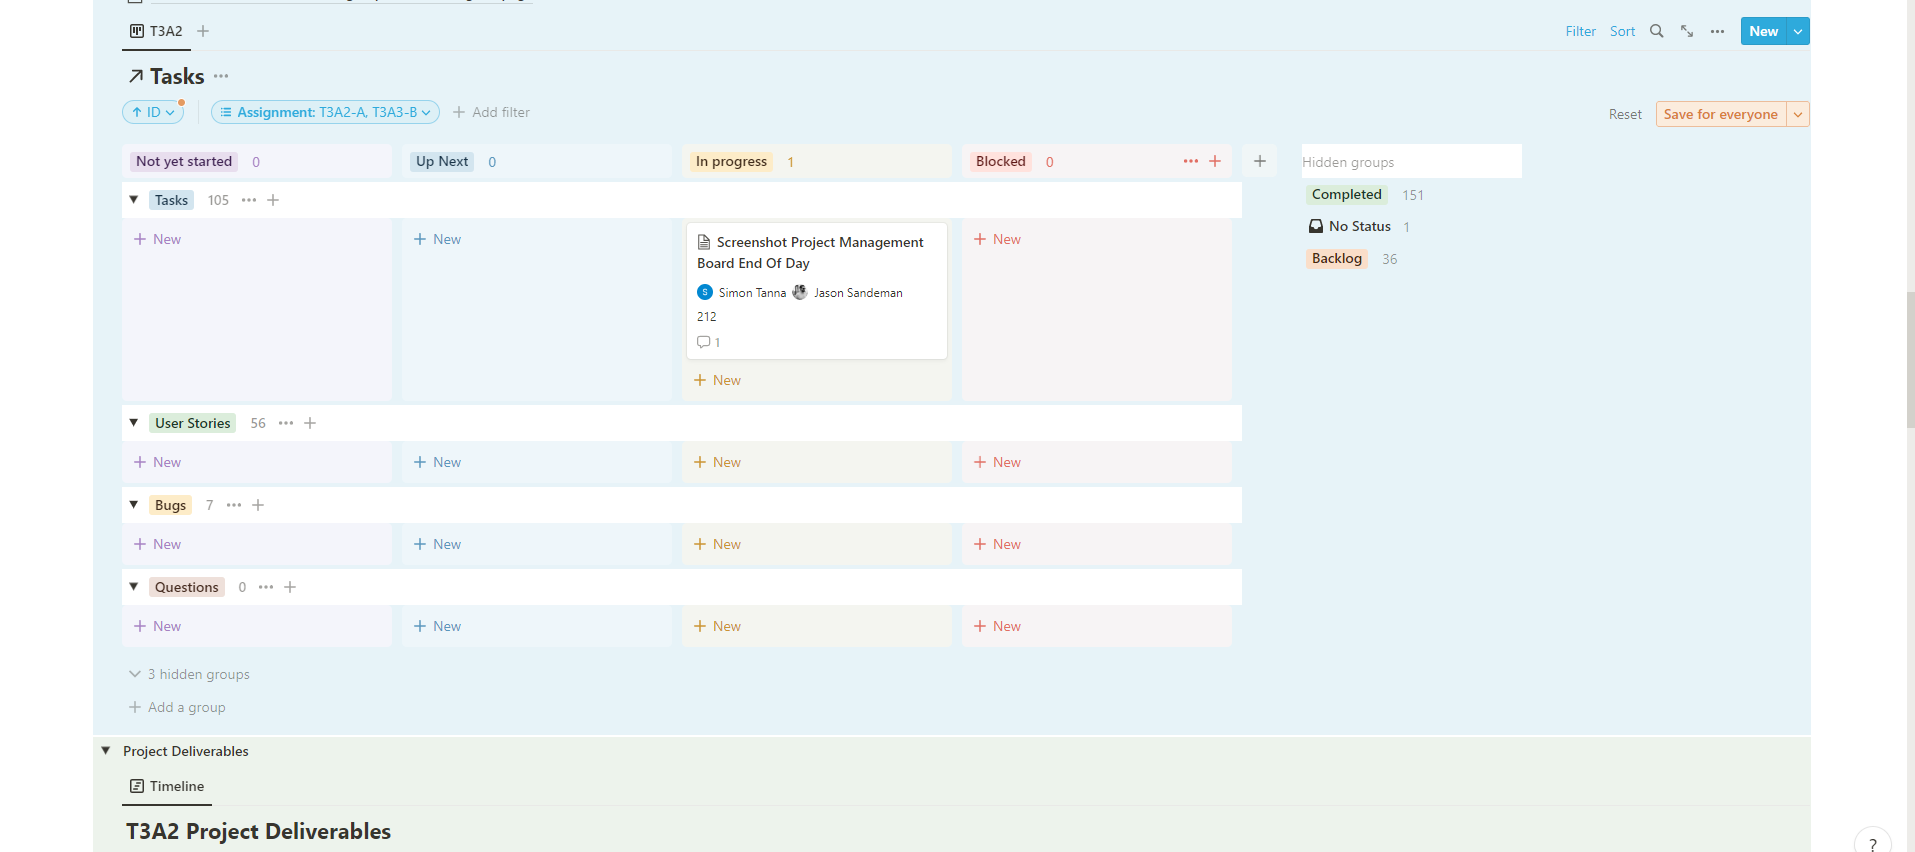 T3A2
Filter Sort New
Tasks
ID Assignment: T3A2-A, T3A3-B Add filter
Reset Save for everyone
Not yet started 0 Up Next 0 In progress 1 Blocked 0 Hidden groups
Completed 151
No Status 1
Backlog 36
Tasks 105
New New New
Screenshot Project Management
Board End Of Day
S Simon Tanna Jason Sandeman
212
1
New
User Stories 56
New New New New
Bugs 7
New New New New
Questions 0
New New New New
3 hidden groups
Add a group
Project Deliverables
Timeline
T3A2 Project Deliverables
?